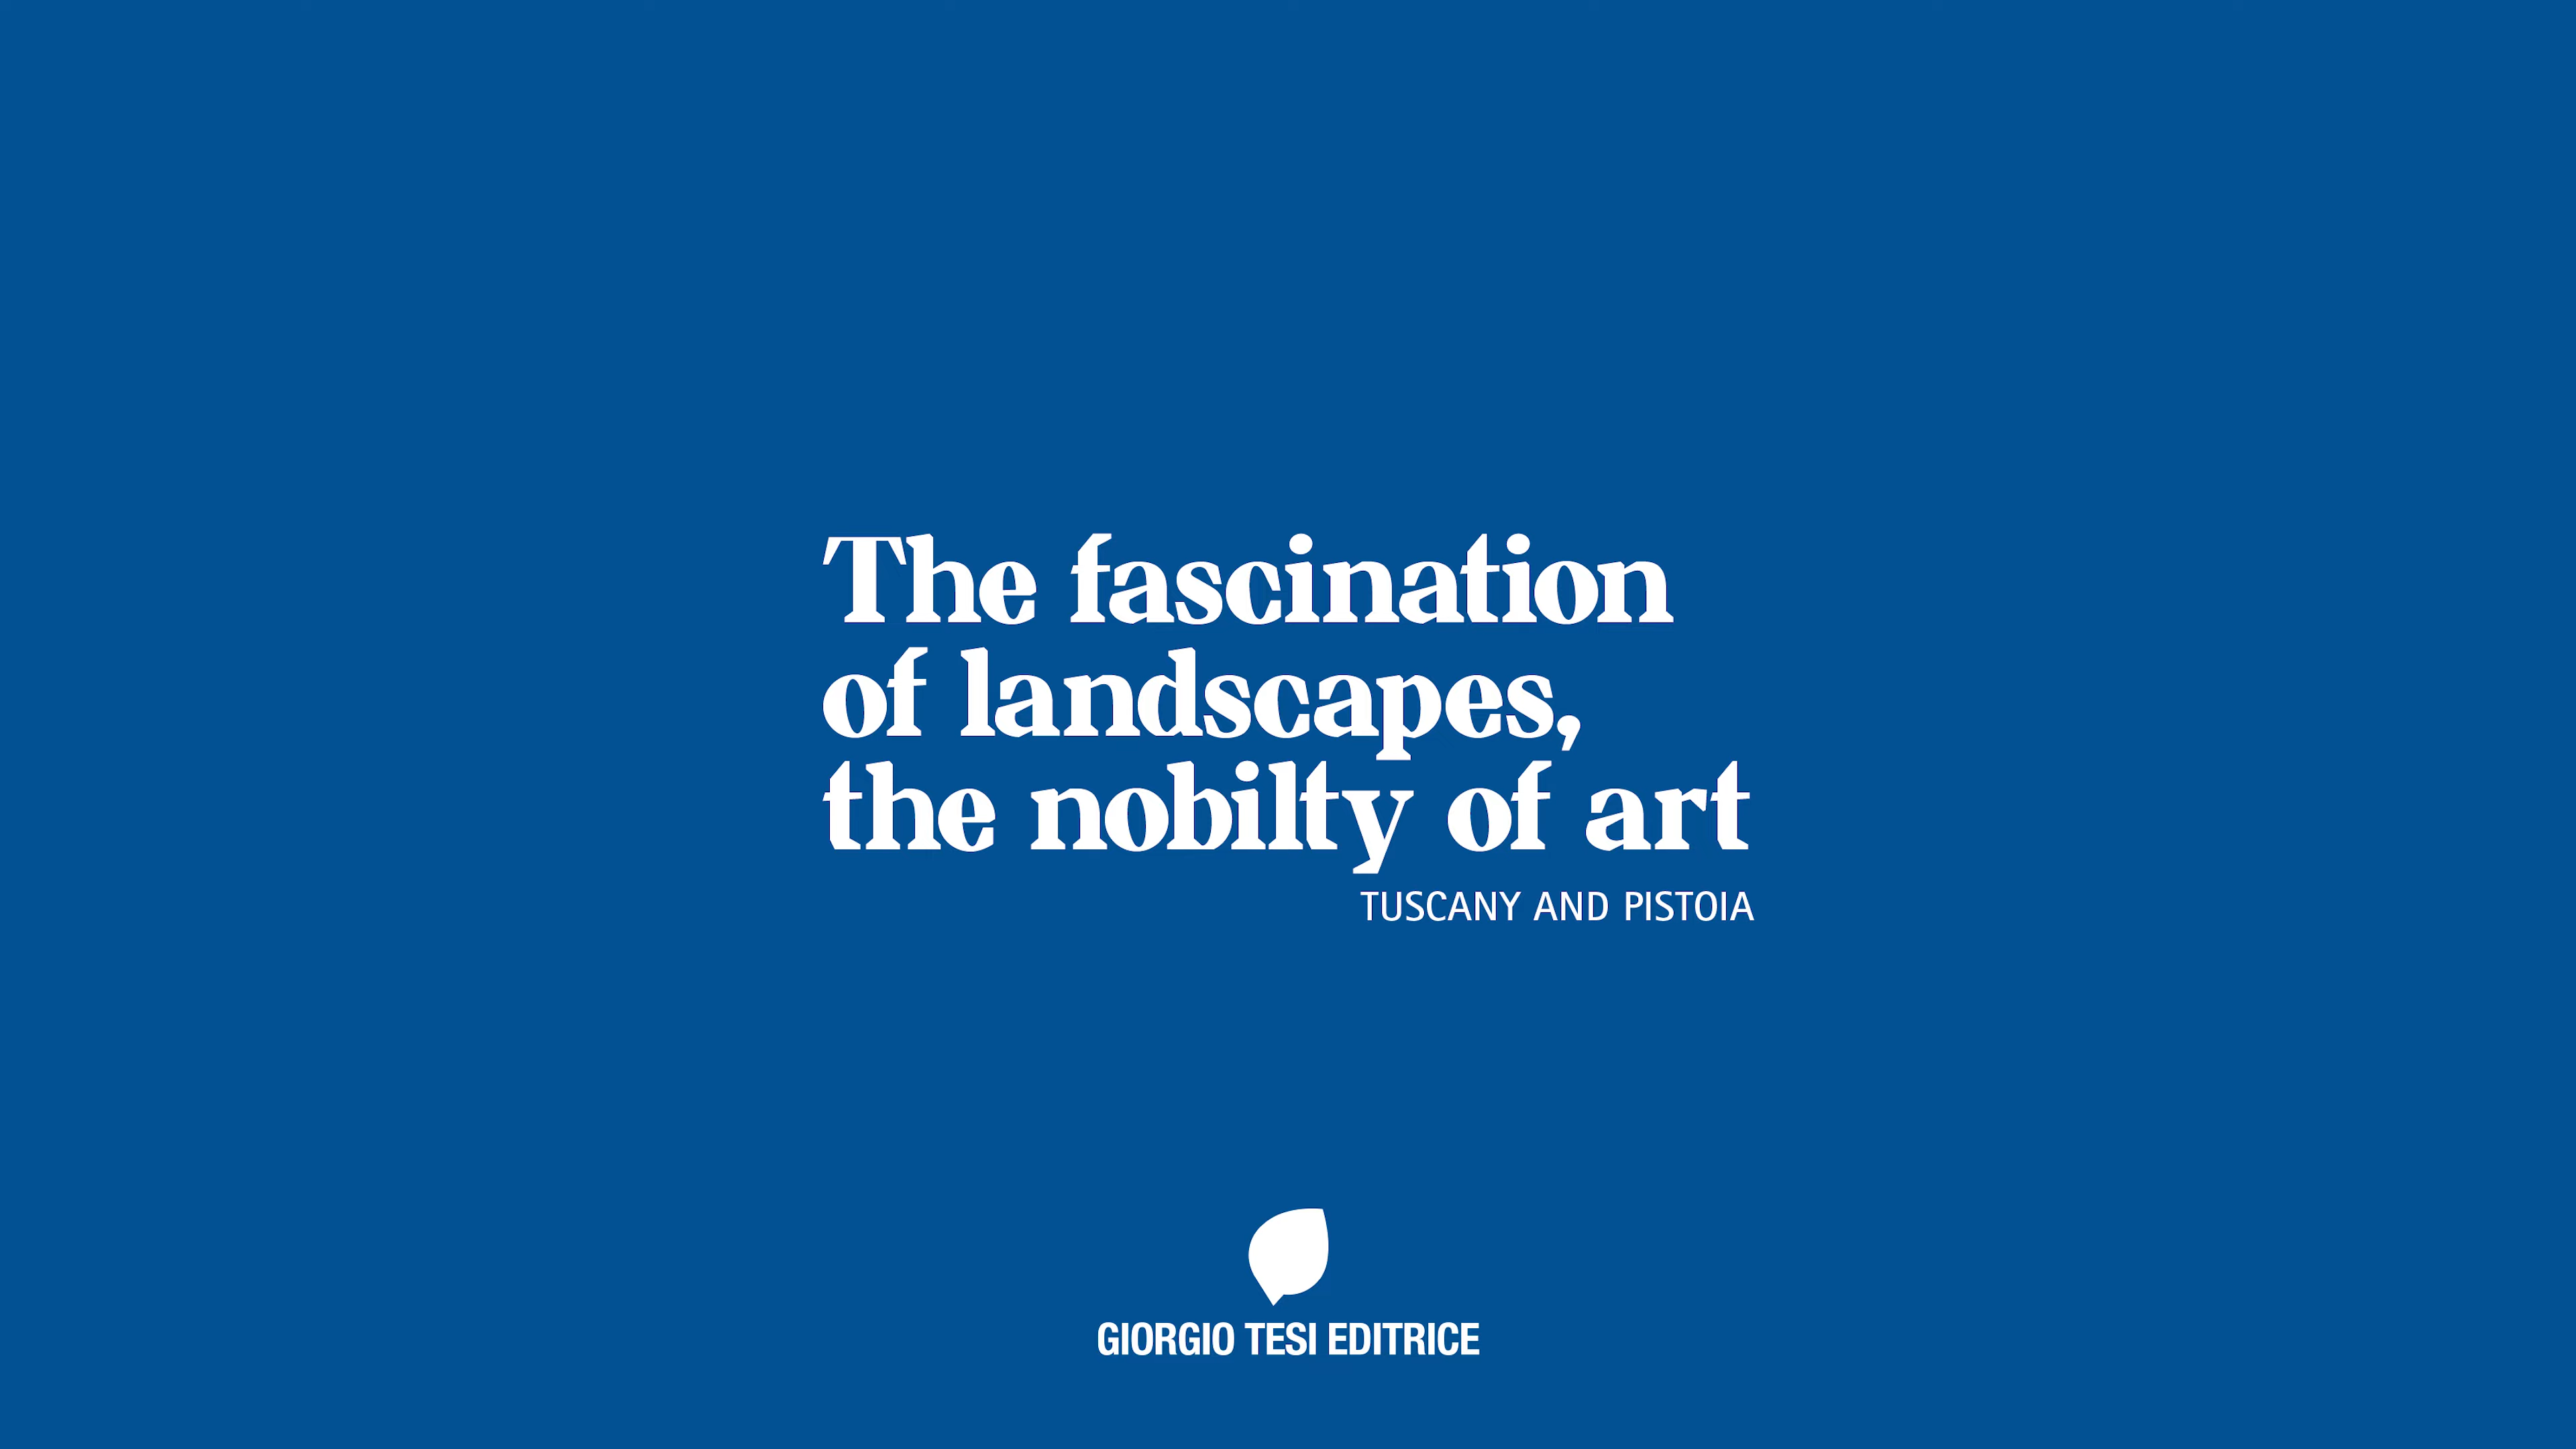 The fascination
of landscapes,
the nobilty of art
TUSCANY AND PISTOIA
GIORGIO TESI EDITRICE